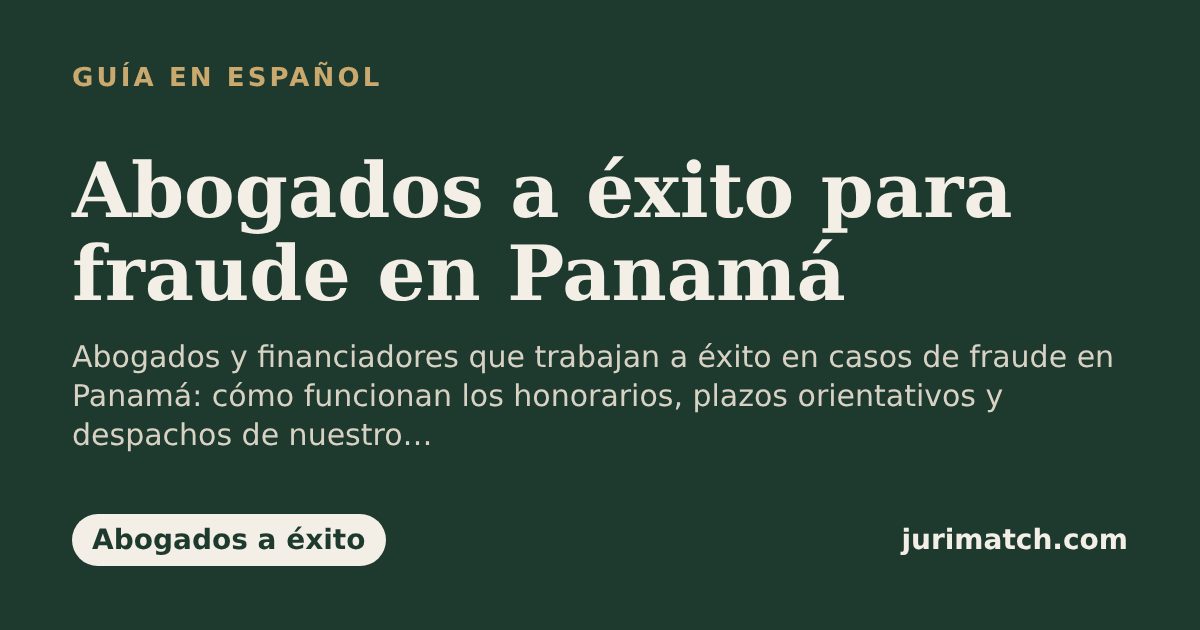 GUÍA EN ESPAÑOL
Abogados a éxito para
fraude en Panamá
Abogados y financiadores que trabajan a éxito en casos de fraude en
Panamá: cómo funcionan los honorarios, plazos orientativos y
despachos de nuestro…
Abogados a éxito
jurimatch.com